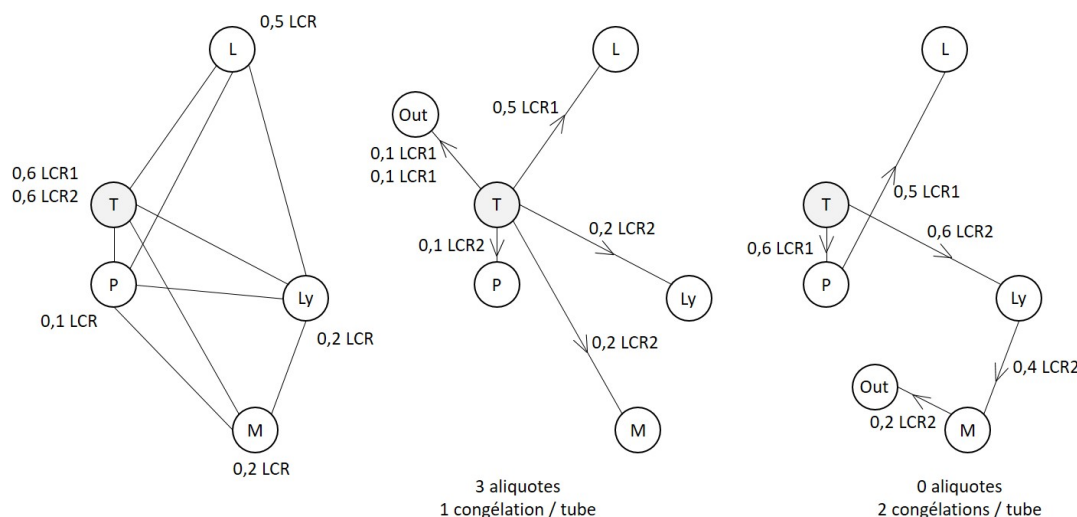 0,5 LCR
L
0,6 LCR1
0,6 LCR2
T
P
0,1 LCR
Ly
0,2 LCR
M
0,2 LCR
L
Out
0,5 LCR1
0,1 LCR1
0,1 LCR1
T
0,2 LCR2
0,1 LCR2
P
Ly
0,2 LCR2
M
3 aliquotes
1 congélation / tube
L
0,5 LCR1
T
0,6 LCR2
0,6 LCR1
P
Ly
0,4 LCR2
Out
0,2 LCR2
M
0 aliquotes
2 congélations / tube